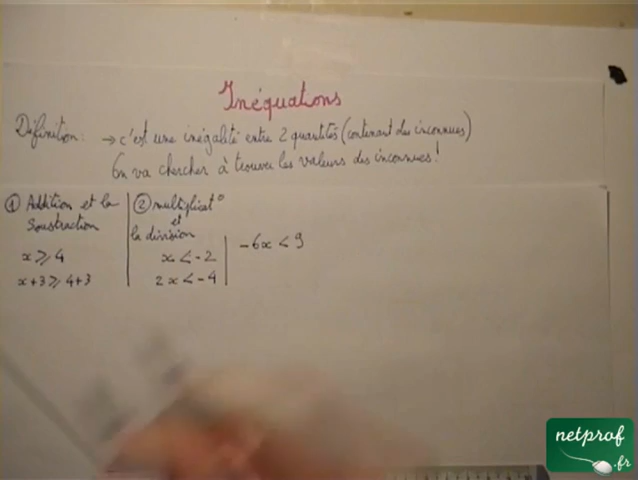 Inéquations
Définition: → c'est une inégalité entre 2 quantités (contenant des inconnues)
On va chercher à trouver les valeurs des inconnues!
① Addition et la
Soustraction
x ⩾ 4
x+3 ⩾ 4+3
② multiplicat°
et
la division
x < -2
2x < -4
-6x < 9
netprof
.fr